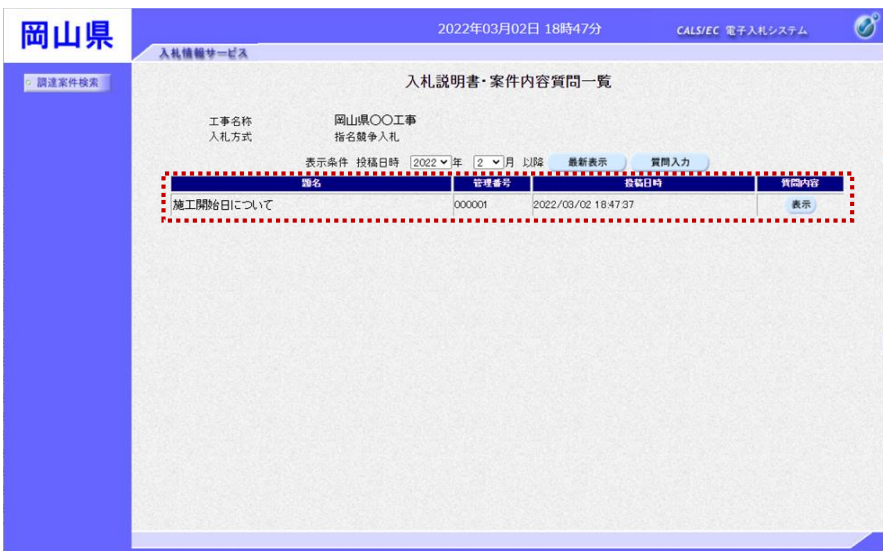 岡山県
2022年03月02日 18時47分
CALS/EC 電子入札システム
入札情報サービス
調達案件検索
入札説明書・案件内容質問一覧
工事名称 岡山県〇〇工事
入札方式 指名競争入札
表示条件 投稿日時 2022 年 2 月 以降 最新表示 質問入力
題名 管理番号 投稿日時 質問内容
施工開始日について 000001 2022/03/02 18:47:37 表示